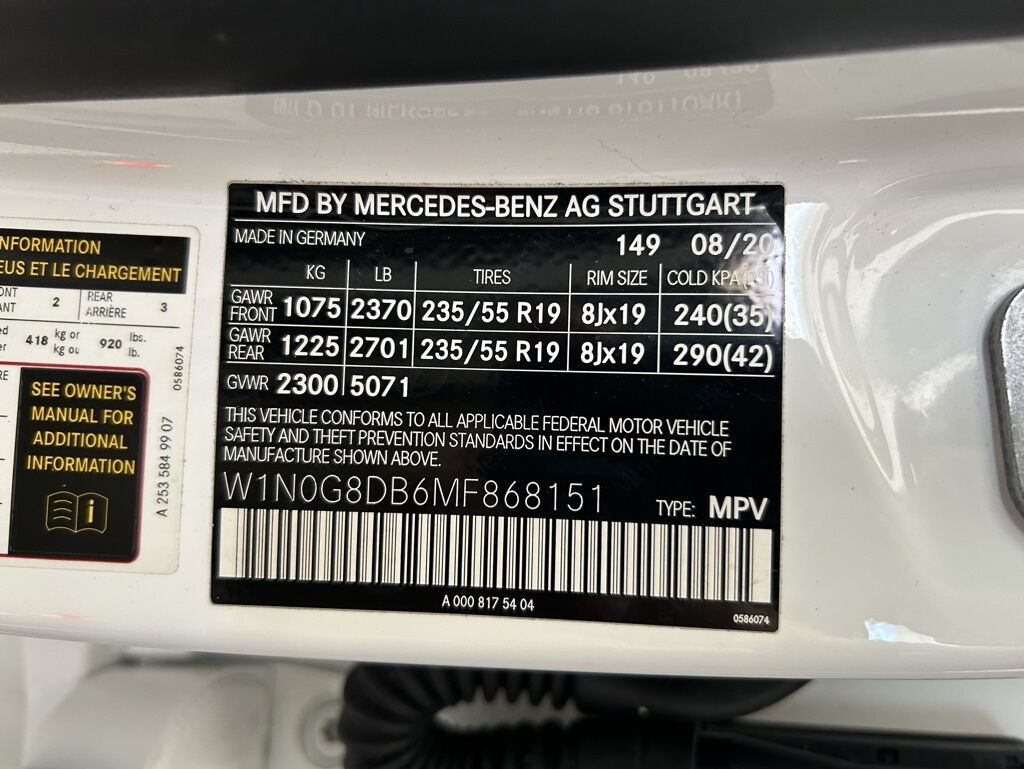 MFD BY MERCEDES-BENZ AG STUTTGART
MADE IN GERMANY 149 08/20
KG LB TIRES RIM SIZE COLD KPA(PSI)
GAWR FRONT 1075 2370 235/55 R19 8Jx19 240(35)
GAWR REAR 1225 2701 235/55 R19 8Jx19 290(42)
GVWR 2300 5071
THIS VEHICLE CONFORMS TO ALL APPLICABLE FEDERAL MOTOR VEHICLE
SAFETY AND THEFT PREVENTION STANDARDS IN EFFECT ON THE DATE OF
MANUFACTURE SHOWN ABOVE.
W1N0G8DB6MF868151 TYPE: MPV
A 000 817 54 04
0586074
INFORMATION
ET LE CHARGEMENT
2 REAR ARRIÈRE 3
418 kg or kg ou 920 lbs. lb.
0586074
SEE OWNER'S
MANUAL FOR
ADDITIONAL
INFORMATION
A 253 584 99 07